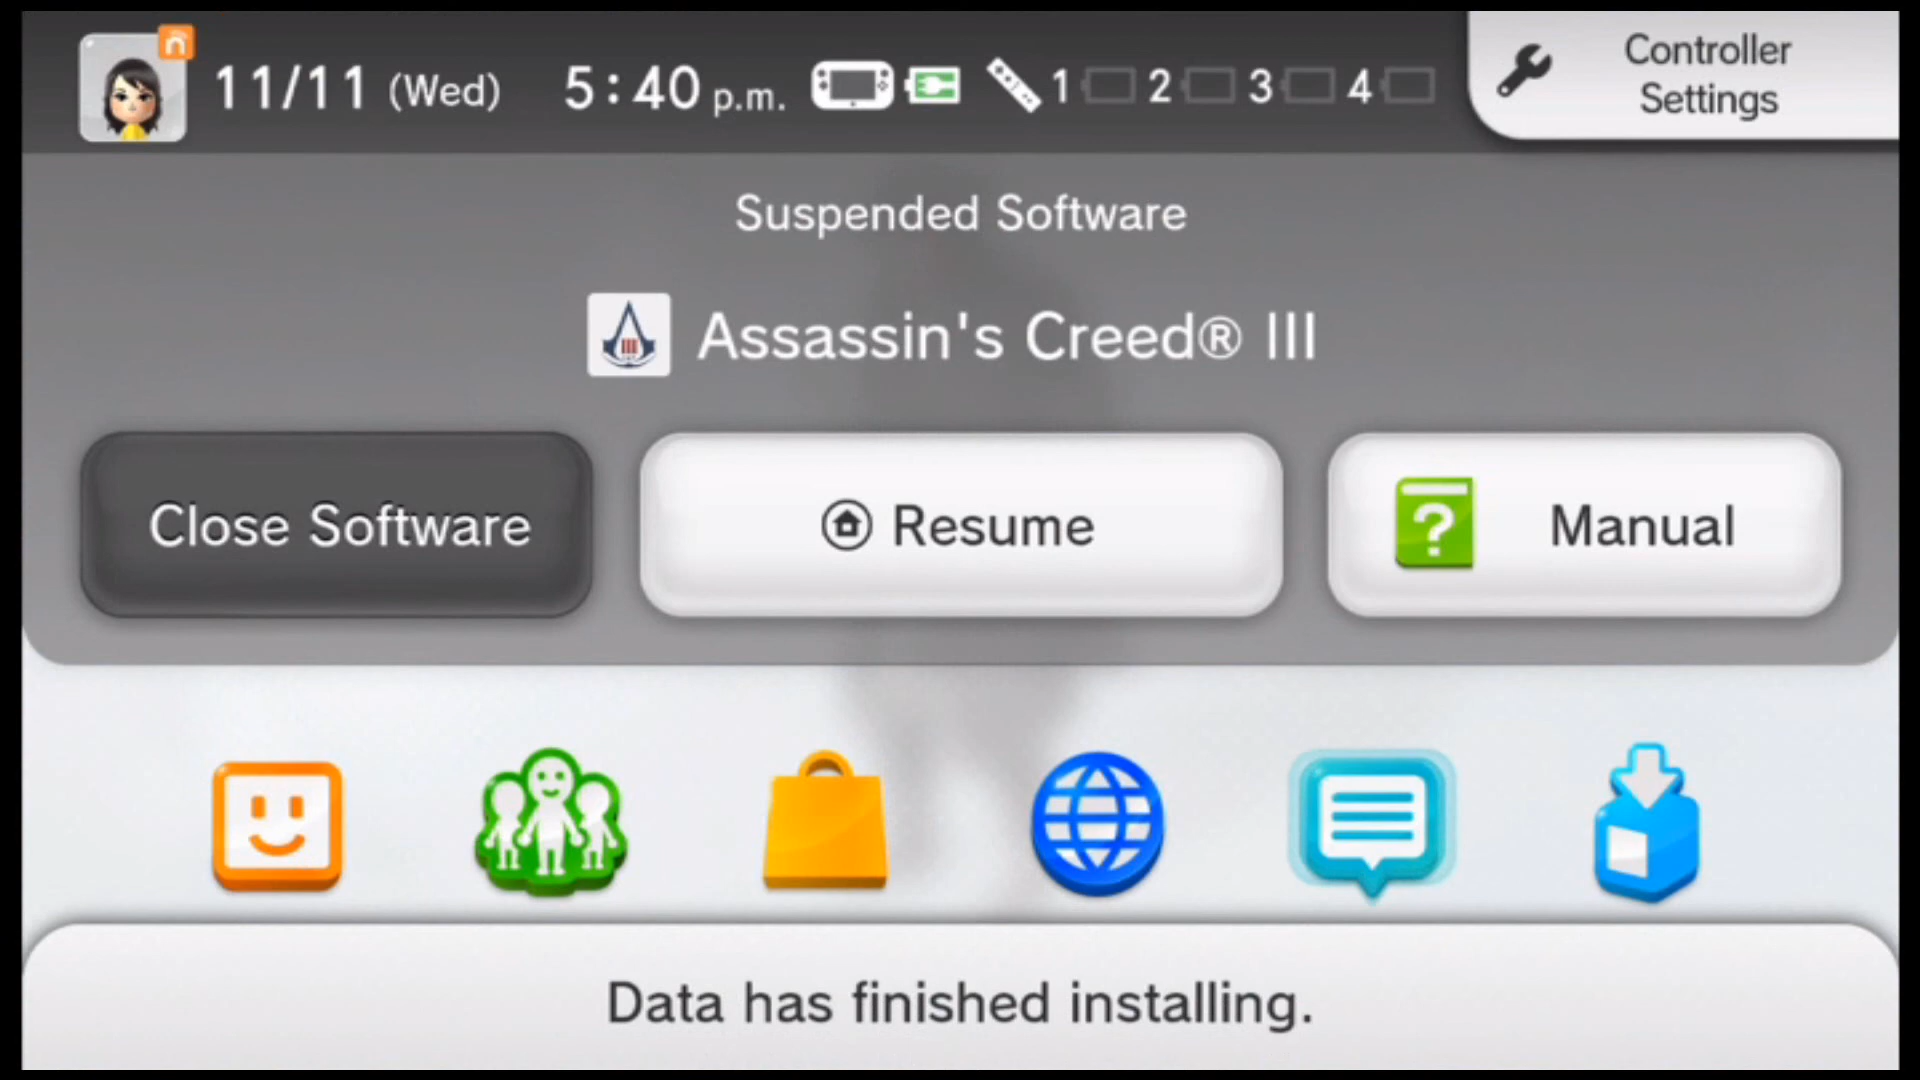 11/11 (Wed) 5:40 p.m. 1 2 3 4
Controller
Settings
Suspended Software
Assassin's Creed® III
Close Software
Resume
? Manual
Data has finished installing.